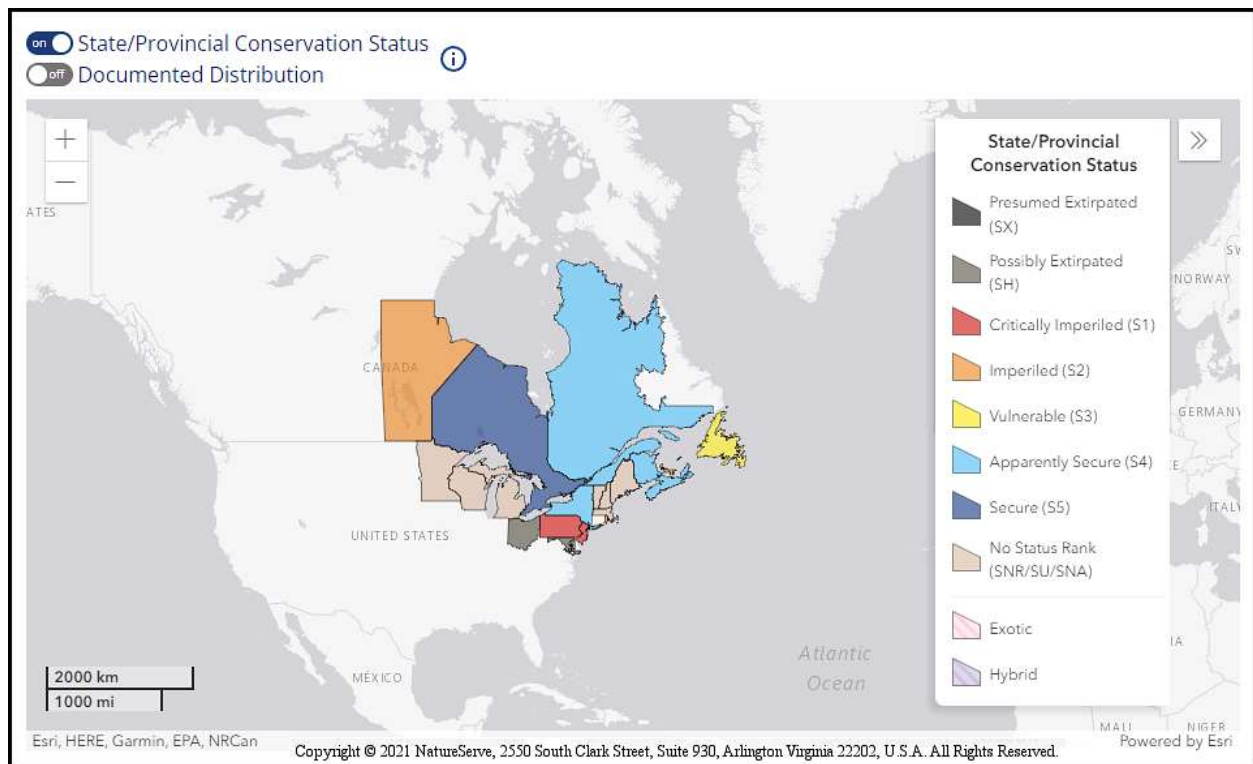 on State/Provincial Conservation Status
off Documented Distribution
State/Provincial
Conservation Status
Presumed Extirpated
(SX)
Possibly Extirpated
(SH)
Critically Imperiled (S1)
Imperiled (S2)
Vulnerable (S3)
Apparently Secure (S4)
Secure (S5)
No Status Rank
(SNR/SU/SNA)
Exotic
Hybrid
ATES
CANADA
UNITED STATES
MÉXICO
Atlantic
Ocean
NORWAY
GERMANY
ITALY
MALI
NIGER
2000 km
1000 mi
Esri, HERE, Garmin, EPA, NRCan
Copyright © 2021 NatureServe, 2550 South Clark Street, Suite 930, Arlington Virginia 22202, U.S.A. All Rights Reserved.
Powered by Esri